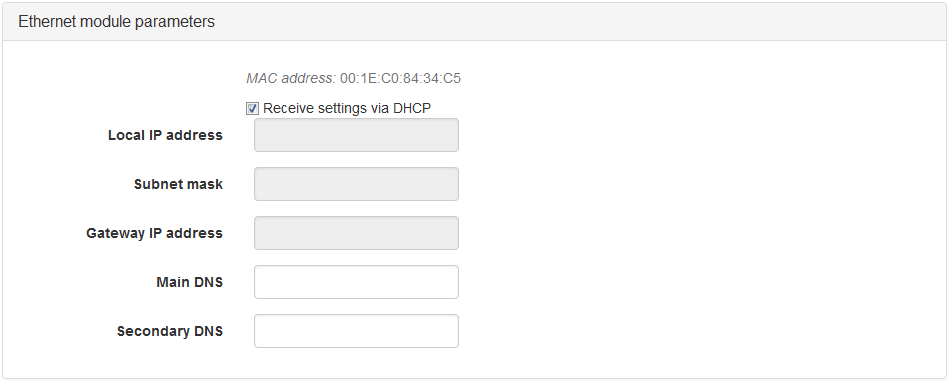 Ethernet module parameters
MAC address: 00:1E:C0:84:34:C5
Receive settings via DHCP
Local IP address
Subnet mask
Gateway IP address
Main DNS
Secondary DNS